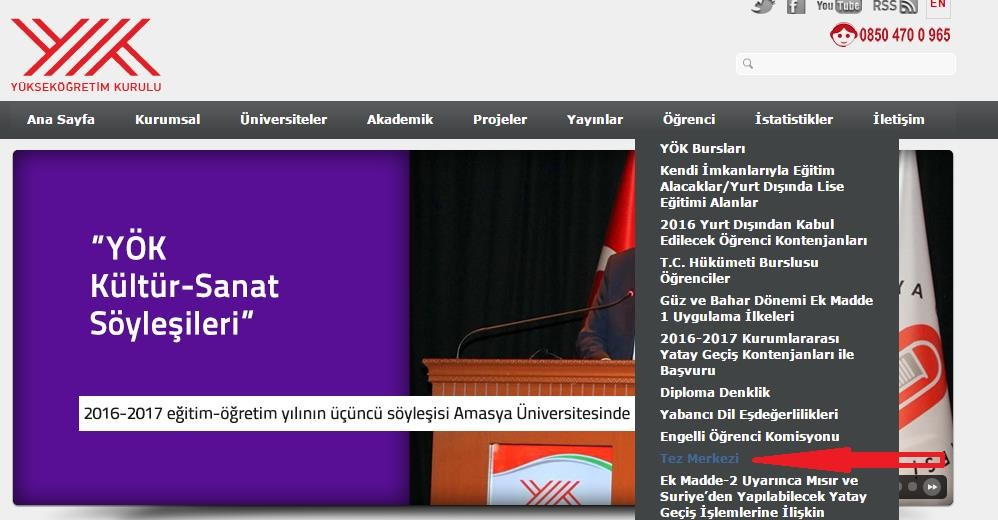 You Tube
RSS
EN
0850 470 0 965
YÜKSEKÖĞRETİM KURULU
Ana Sayfa
Kurumsal
Üniversiteler
Akademik
Projeler
Yayınlar
Öğrenci
İstatistikler
İletişim
YÖK Bursları
Kendi İmkanlarıyla Eğitim
Alacaklar/Yurt Dışında Lise
Eğitimi Alanlar
2016 Yurt Dışından Kabul
Edilecek Öğrenci Kontenjanları
T.C. Hükümeti Burslusu
Öğrenciler
Güz ve Bahar Dönemi Ek Madde
1 Uygulama İlkeleri
2016-2017 Kurumlararası
Yatay Geçiş Kontenjanları ile
Başvuru
Diploma Denklik
Yabancı Dil Eşdeğerlilikleri
Engelli Öğrenci Komisyonu
Tez Merkezi
Ek Madde-2 Uyarınca Mısır ve
Suriye’den Yapılabilecek Yatay
Geçiş İşlemlerine İlişkin
”YÖK
Kültür-Sanat
Söyleşileri”
2016-2017 eğitim-öğretim yılının üçüncü söyleşisi Amasya Üniversitesinde